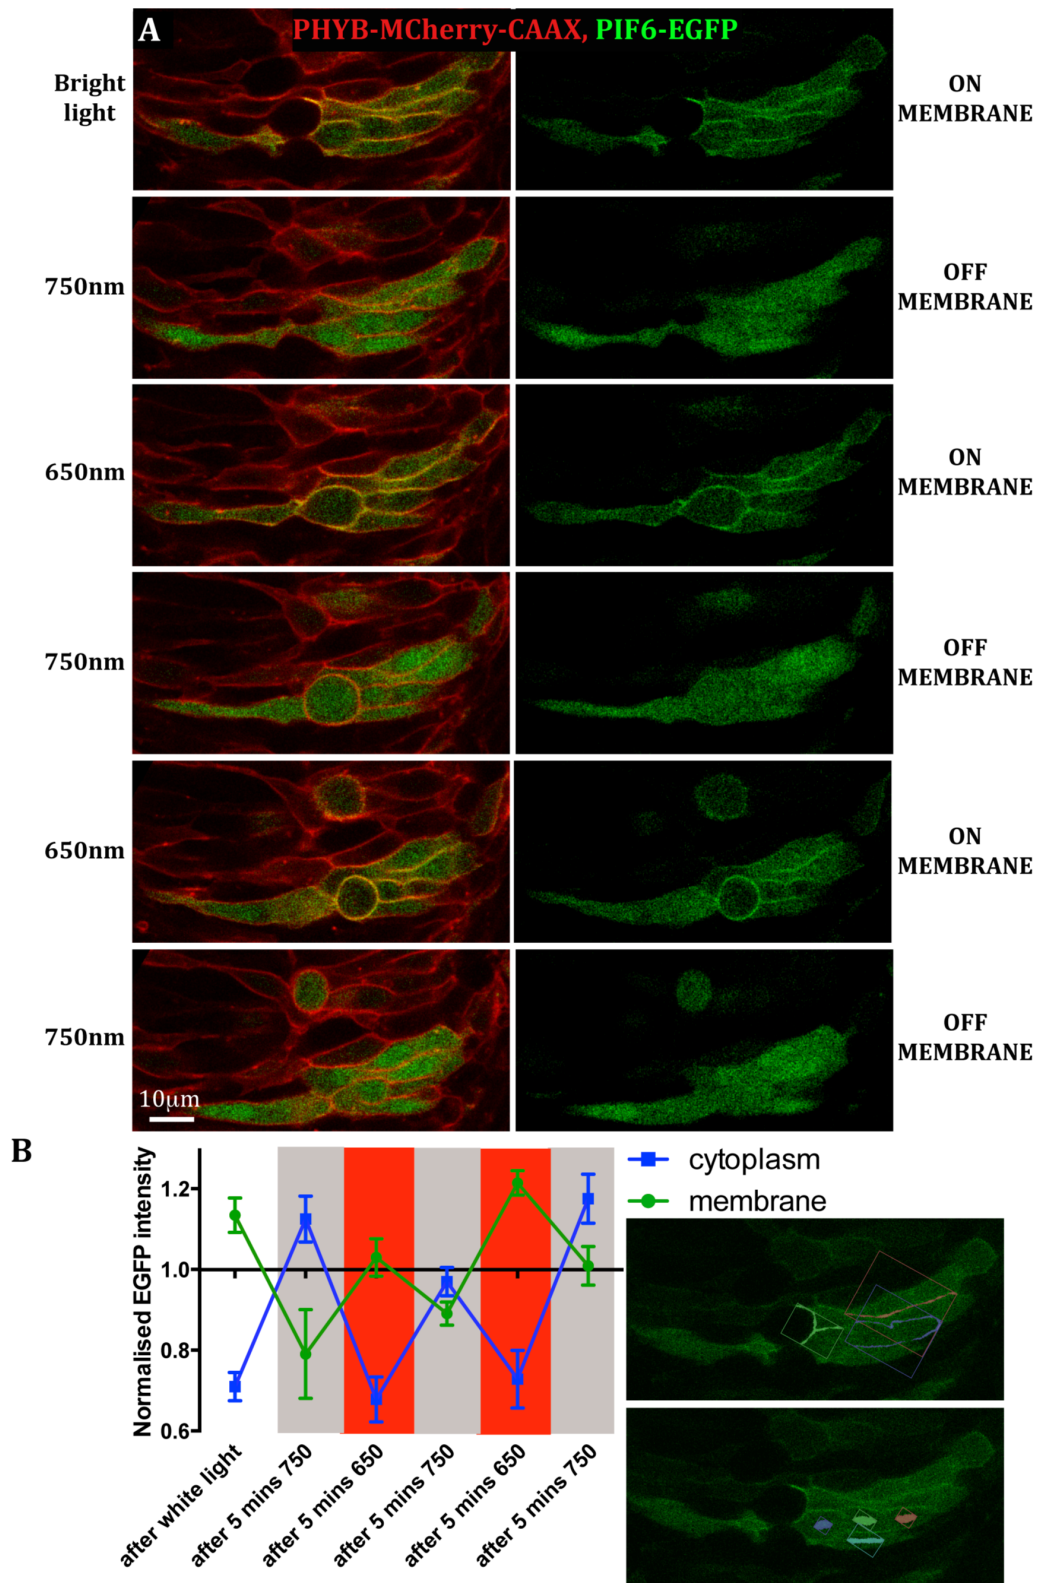 A
PHYB-MCherry-CAAX, PIF6-EGFP
Bright
light
ON
MEMBRANE
750nm
OFF
MEMBRANE
650nm
ON
MEMBRANE
750nm
OFF
MEMBRANE
650nm
ON
MEMBRANE
750nm
OFF
MEMBRANE
10μm
B
Normalised EGFP intensity
1.2
1.0
0.8
0.6
after white light
after 5 mins 750
after 5 mins 650
after 5 mins 750
after 5 mins 650
after 5 mins 750
cytoplasm
membrane